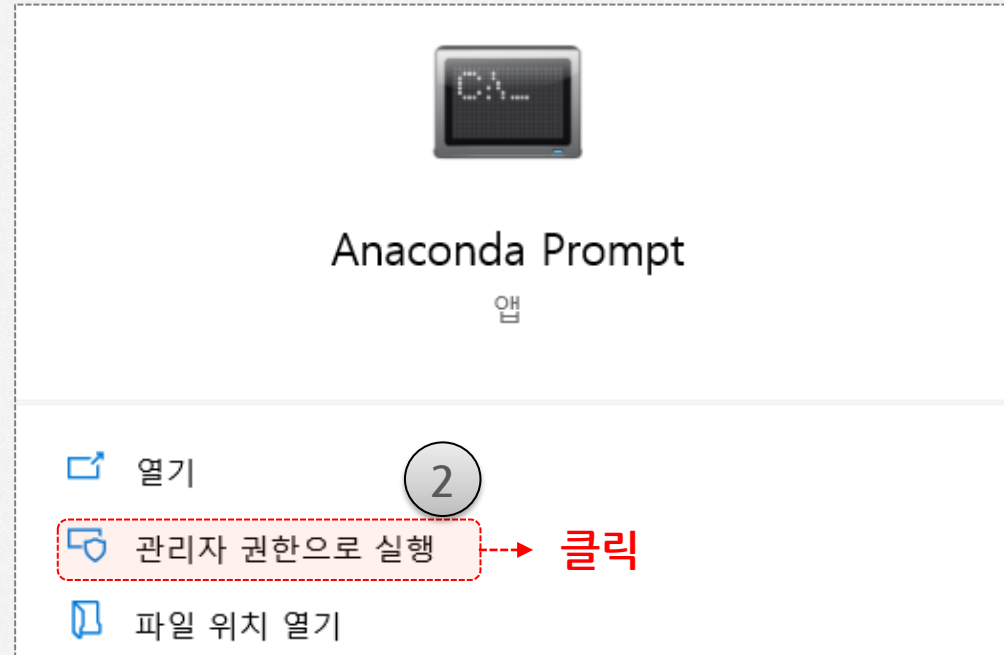 C:\_
Anaconda Prompt
앱
열기
2
관리자 권한으로 실행
클릭
파일 위치 열기